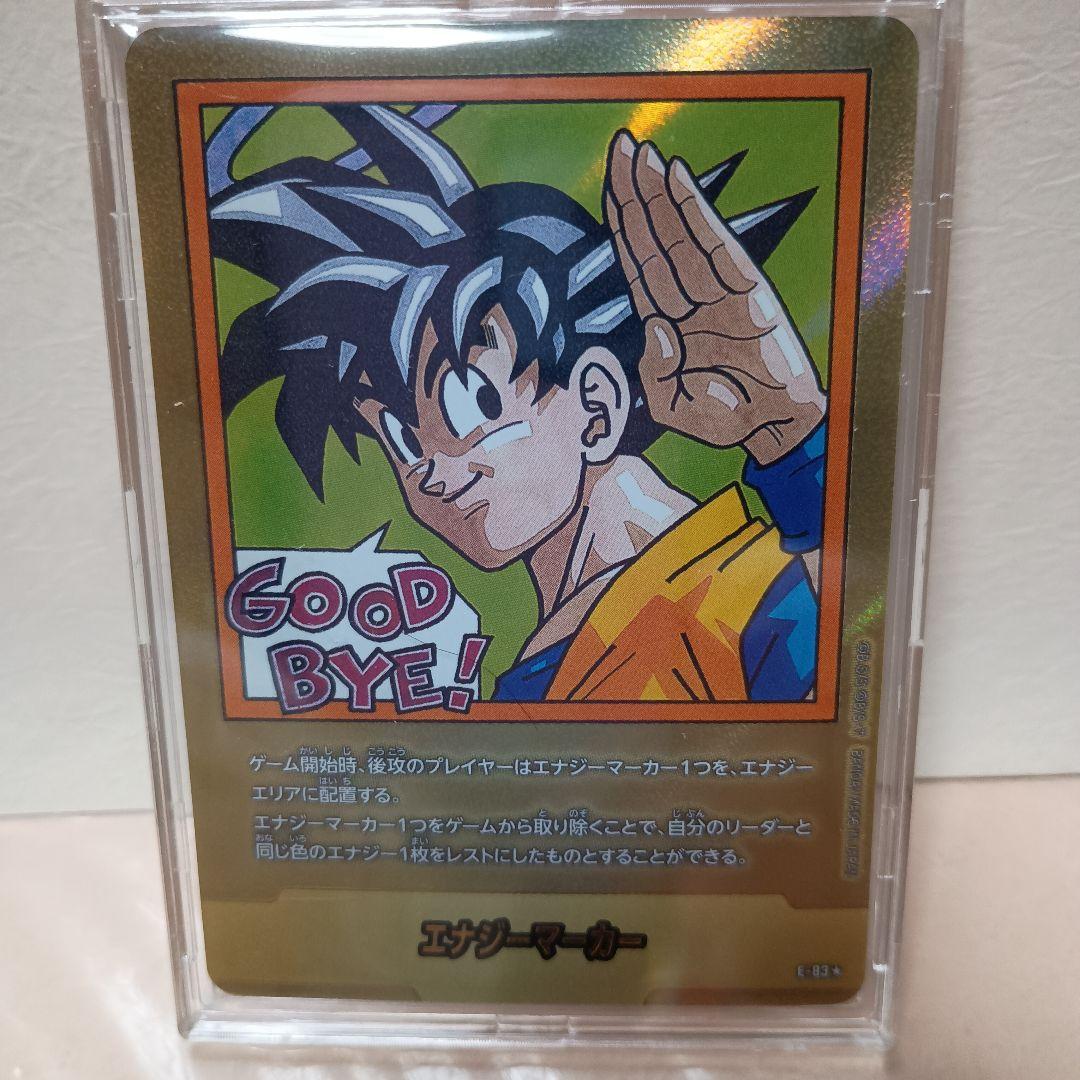 GOOD
BYE!
ゲーム開始時、後攻のプレイヤーはエナジーマーカー1つを、エナジー
エリアに配置する。
エナジーマーカー1つをゲームから取り除くことで、自分のリーダーと
同じ色のエナジー1枚をレストにしたものとすることができる。
エナジーマーカー
E-83★